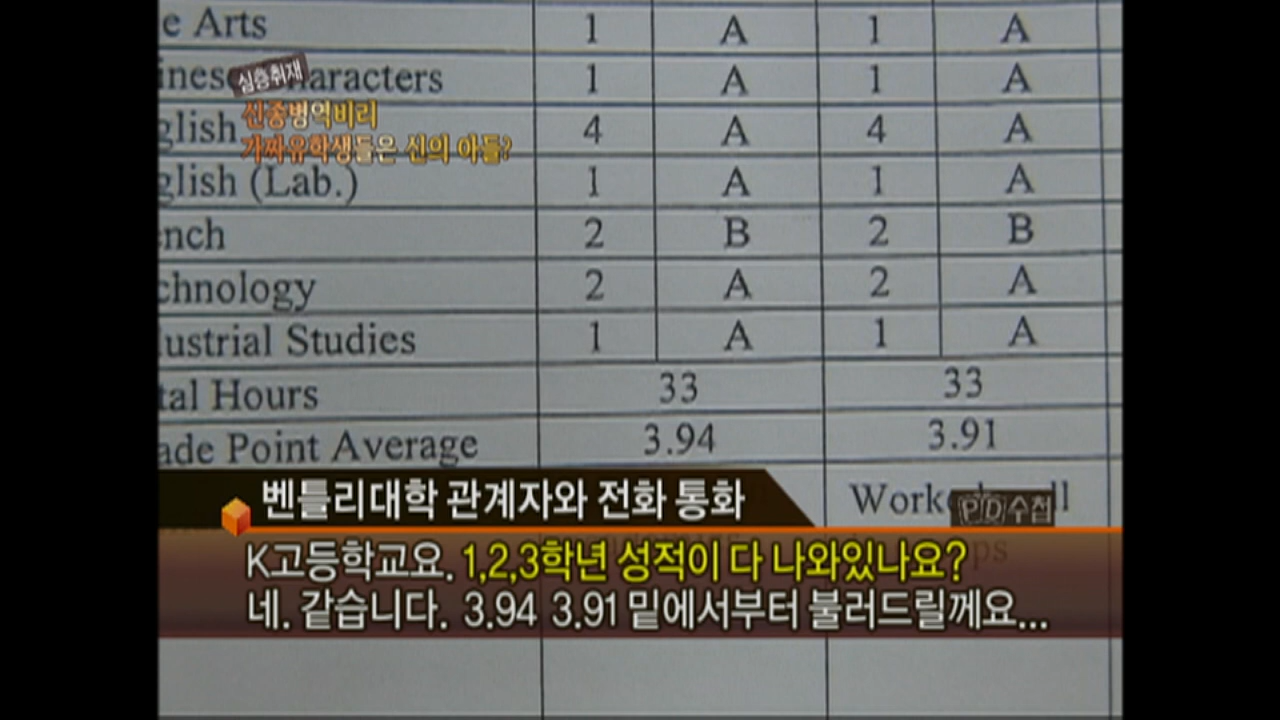 e Arts 1 A 1 A
심층취재
inese haracters 1 A 1 A
신종병역비리
glish 4 A 4 A
가짜유학생들은 신의 아들?
glish (Lab.) 1 A 1 A
ench 2 B 2 B
chnology 2 A 2 A
ustrial Studies 1 A 1 A
tal Hours 33 33
ade Point Average 3.94 3.91
벤틀리대학 관계자와 전화 통화
Work ll
PD수첩
K고등학교요. 1,2,3학년 성적이 다 나와있나요?
네. 같습니다. 3.94 3.91 밑에서부터 불러드릴께요...